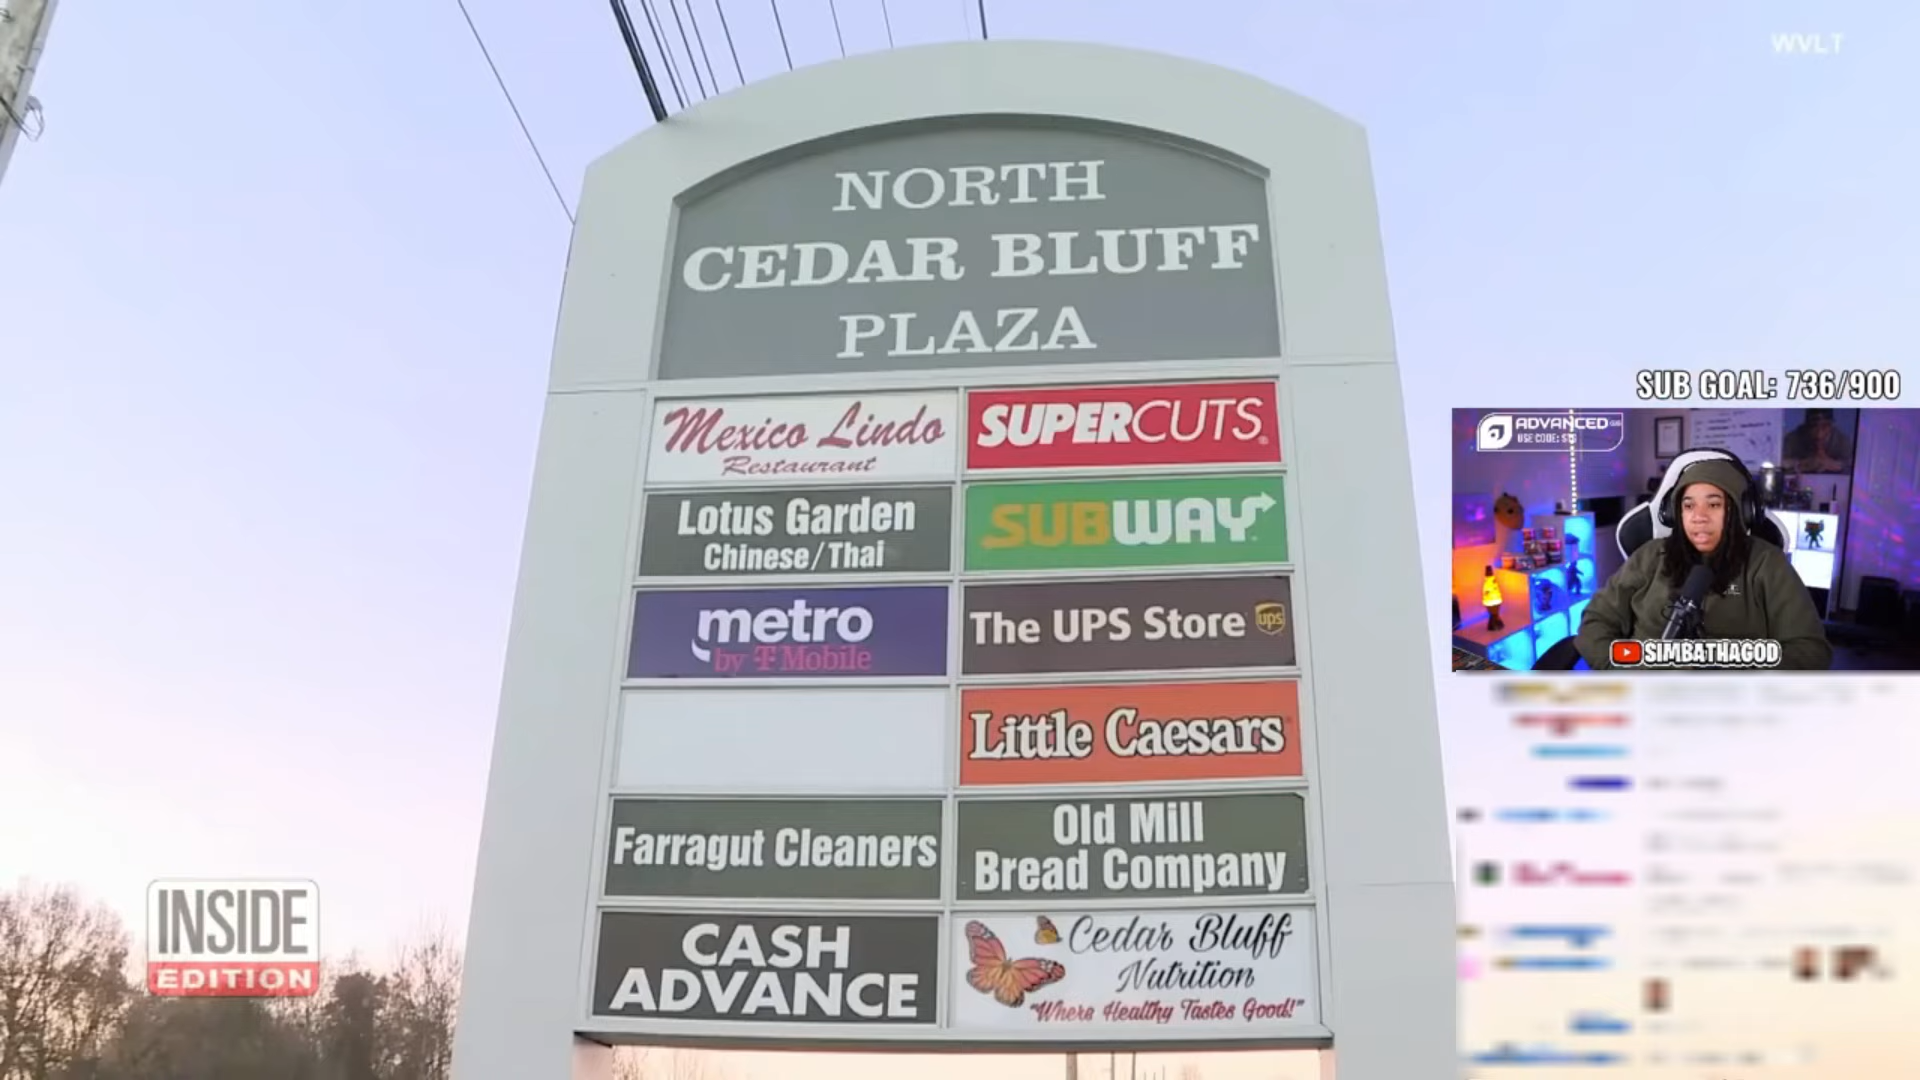 WVLT
NORTH
CEDAR BLUFF
PLAZA
Mexico Lindo
Restaurant
SUPERCUTS
Lotus Garden
Chinese/Thai
SUBWAY
metro
by T Mobile
The UPS Store
ups
Little Caesars
Farragut Cleaners
Old Mill
Bread Company
CASH
ADVANCE
Cedar Bluff
Nutrition
"Where Healthy Tastes Good!"
INSIDE
EDITION
SUB GOAL: 736/900
ADVANCED
USE CODE:
SIMBATHAGOD